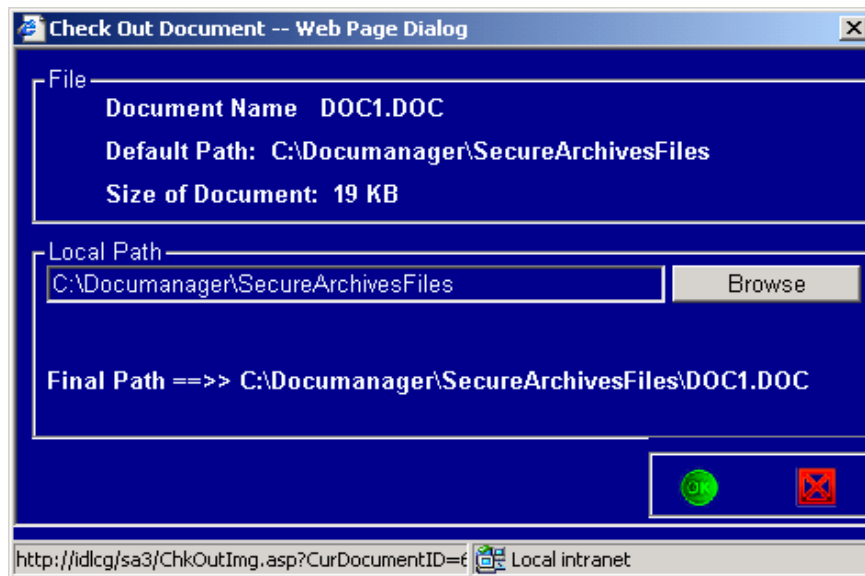 Check Out Document -- Web Page Dialog
File
Document Name DOC1.DOC
Default Path: C:\Documanager\SecureArchivesFiles
Size of Document: 19 KB
Local Path
C:\Documanager\SecureArchivesFiles
Browse
Final Path ==>> C:\Documanager\SecureArchivesFiles\DOC1.DOC
OK
http://idlcg/sa3/ChkOutImg.asp?CurDocumentID= Local intranet